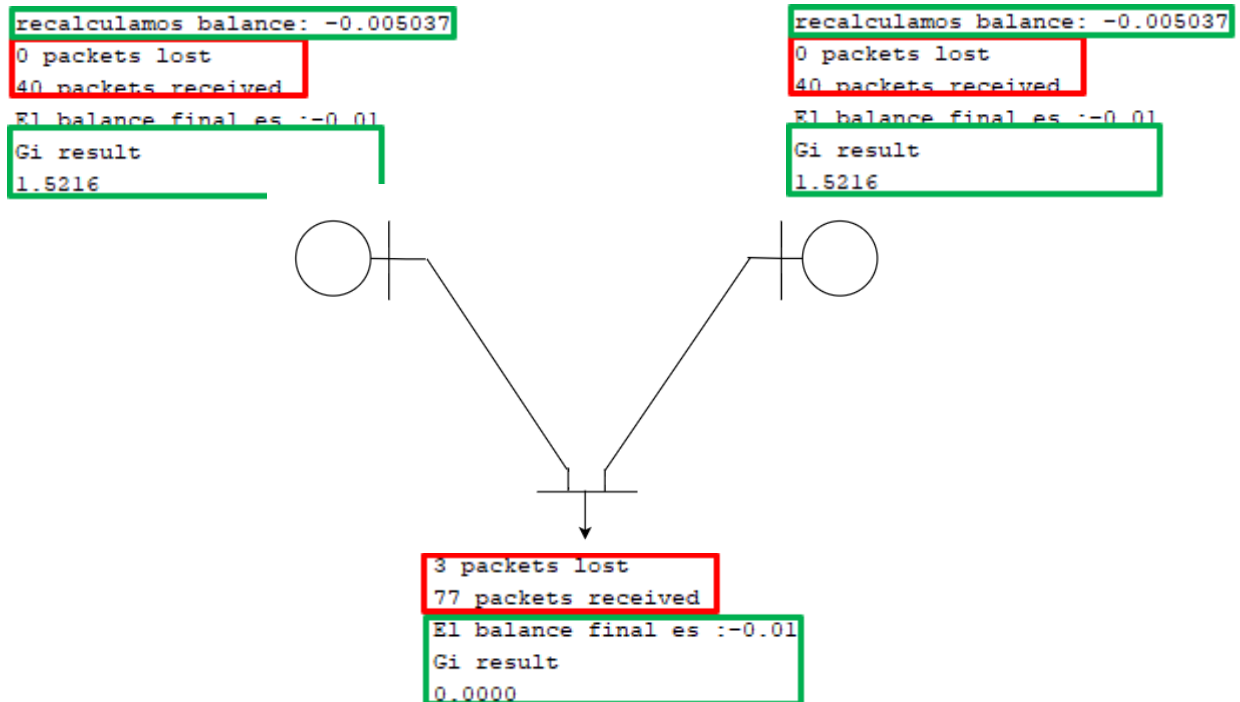 recalculamos balance: -0.005037
0 packets lost
40 packets received
El balance final es :-0.01
Gi result
1.5216
recalculamos balance: -0.005037
0 packets lost
40 packets received
El balance final es :-0.01
Gi result
1.5216
3 packets lost
77 packets received
El balance final es :-0.01
Gi result
0.0000